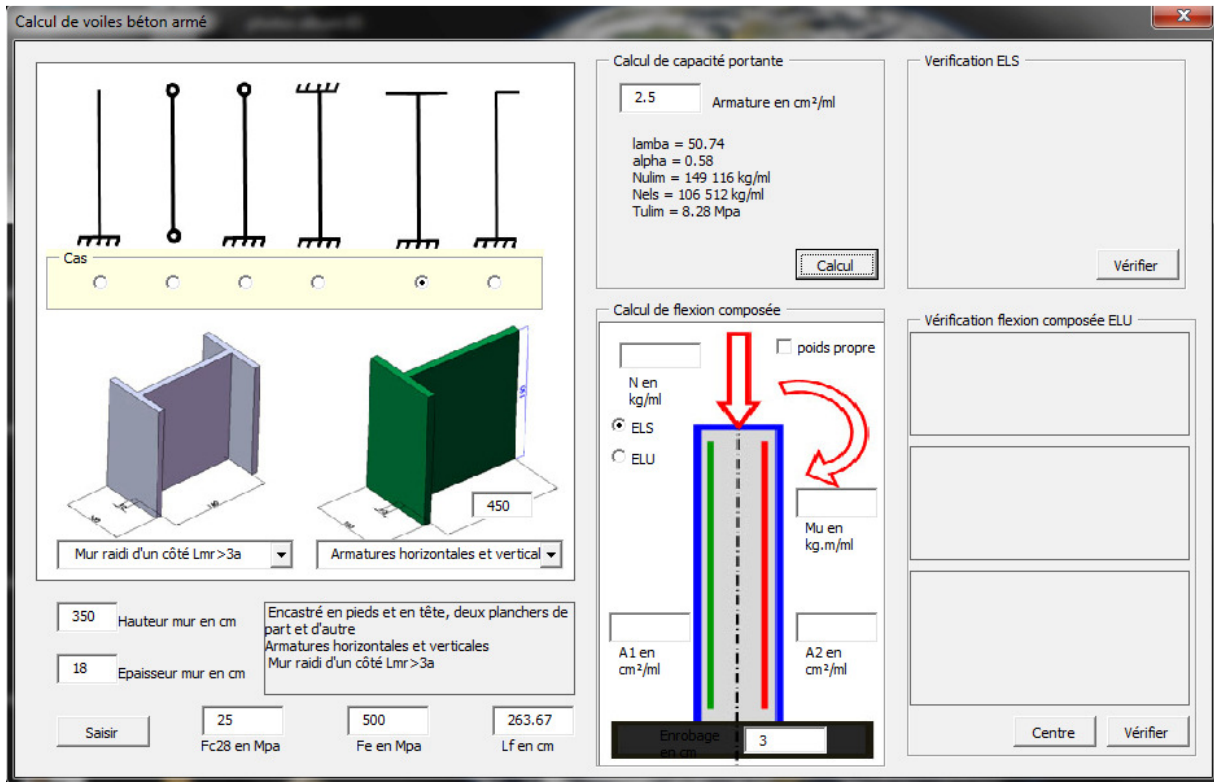 Calcul de voiles béton armé
Cas
450
Mur raidi d'un côté Lmr>3a
Armatures horizontales et vertical
350
Hauteur mur en cm
18
Epaisseur mur en cm
Encastré en pieds et en tête, deux planchers de
part et d'autre
Armatures horizontales et verticales
Mur raidi d'un côté Lmr>3a
Saisir
25
Fc28 en Mpa
500
Fe en Mpa
263.67
Lf en cm
Calcul de capacité portante
2.5
Armature en cm²/ml
lamba = 50.74
alpha = 0.58
Nulim = 149 116 kg/ml
Nels = 106 512 kg/ml
Tulim = 8.28 Mpa
Calcul
Calcul de flexion composée
poids propre
N en
kg/ml
ELS
ELU
Mu en
kg.m/ml
A1 en
cm²/ml
A2 en
cm²/ml
Enrobage
en cm
3
Verification ELS
Vérifier
Vérification flexion composée ELU
Centre
Vérifier